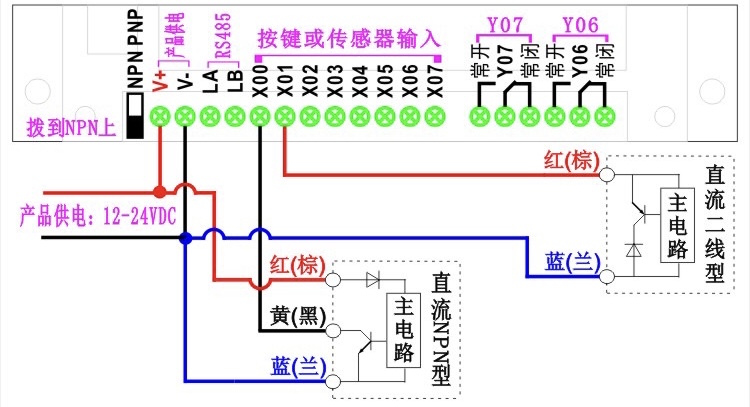 NPN PNP
拨到NPN上
V+
V-
产品供电
LA
LB
RS485
按键或传感器输入
X00
X01
X02
X03
X04
X05
X06
X07
Y07
常开
Y07
常闭
Y06
常开
Y06
常闭
产品供电：12-24VDC
红(棕)
蓝(兰)
主电路
直流二线型
红(棕)
黄(黑)
蓝(兰)
主电路
直流NPN型